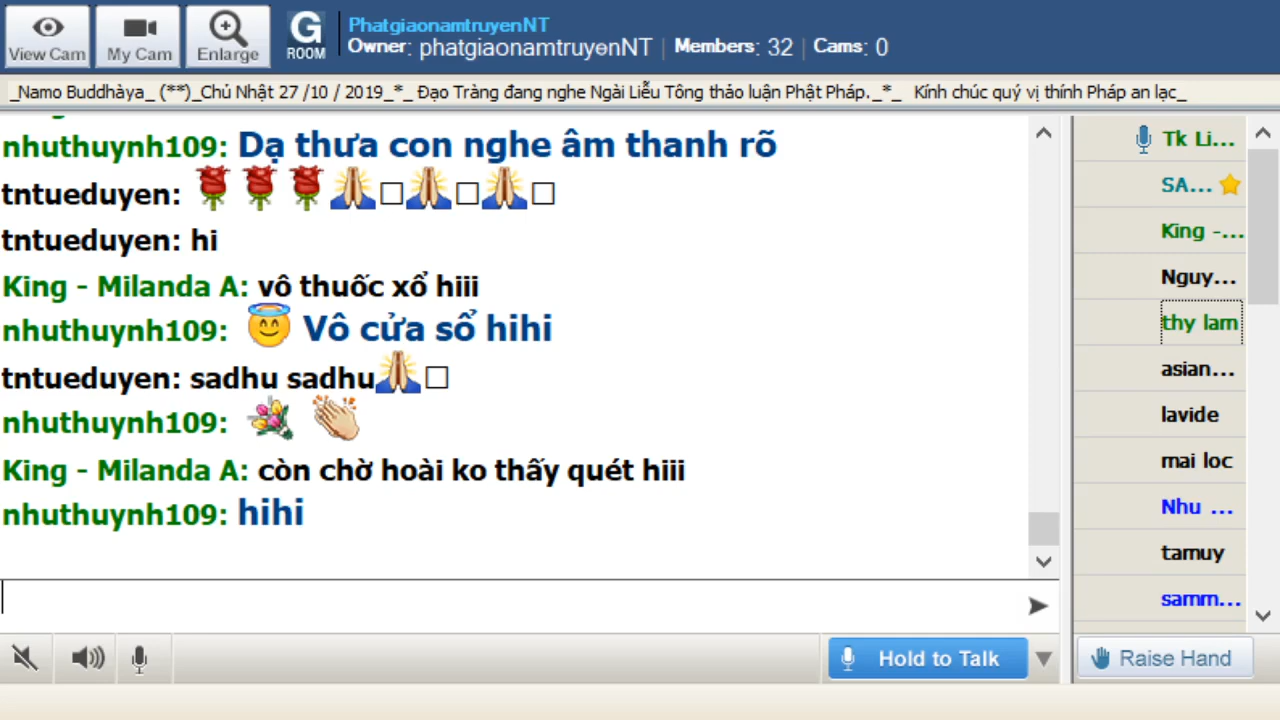 View Cam
My Cam
Enlarge
G
ROOM
PhatgiaonamtruyenNT
Owner: phatgiaonamtruyenNT | Members: 32 | Cams: 0
_Namo Buddhàya_ (**)_Chủ Nhật 27 /10 / 2019_*_ Đạo Tràng đang nghe Ngài Liễu Tông thảo luận Phật Pháp._*_ Kính chúc quý vị thính Pháp an lạc_
nhuthuynh109: Dạ thưa con nghe âm thanh rõ
tntueduyen:
tntueduyen: hi
King - Milanda A: vô thuốc xổ hiii
nhuthuynh109: Vô cửa sổ hihi
tntueduyen: sadhu sadhu
nhuthuynh109:
King - Milanda A: còn chờ hoài ko thấy quét hiii
nhuthuynh109: hihi
Tk Li...
SA...
King -...
Nguy...
thy lam
asian...
lavide
mai loc
Nhu ...
tamuy
samm...
Hold to Talk
Raise Hand